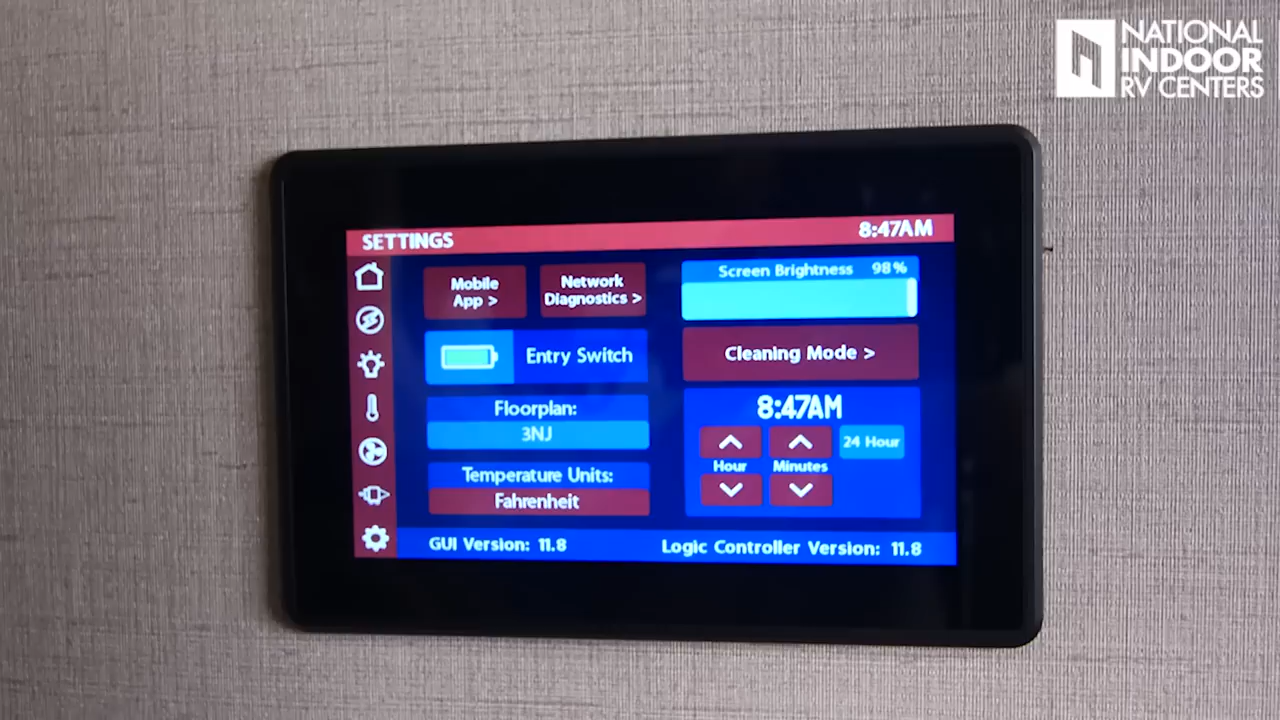 NATIONAL
INDOOR
RV CENTERS
SETTINGS
8:47AM
Mobile
App >
Network
Diagnostics >
Screen Brightness 98%
Entry Switch
Cleaning Mode >
Floorplan:
3NJ
8:47AM
24 Hour
Hour
Minutes
Temperature Units:
Fahrenheit
GUI Version: 11.8
Logic Controller Version: 11.8